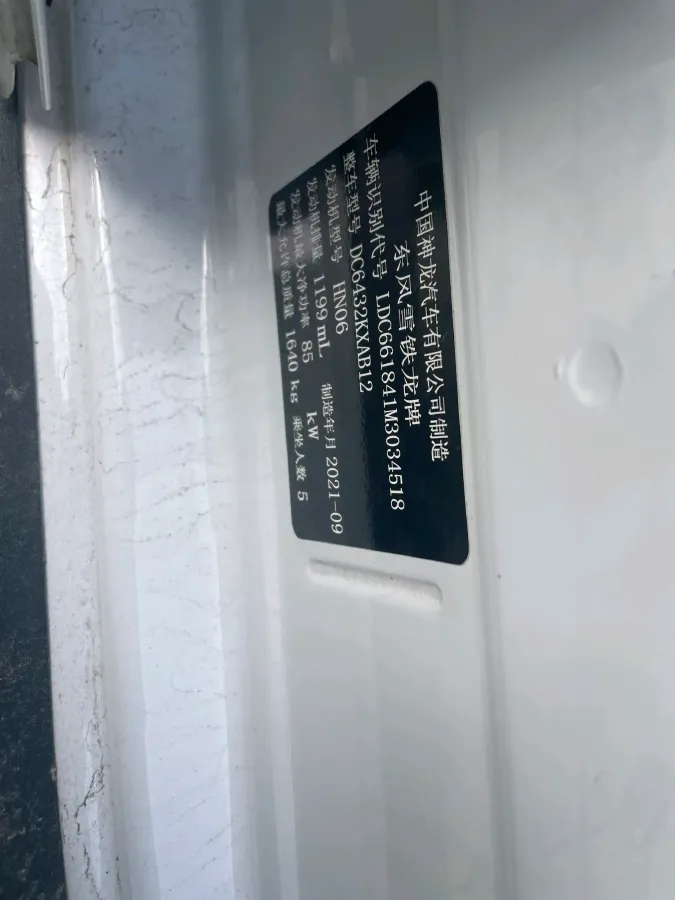 中国神龙汽车有限公司制造
东风雪铁龙牌
车辆识别代号 LDC661841M3034518
整车型号 DC6432KXAB12
发动机型号 HN06 制造年月 2021-09
发动机排量 1199 mL
发动机最大净功率 85 kW
最大允许总质量 1640 kg 乘坐人数 5